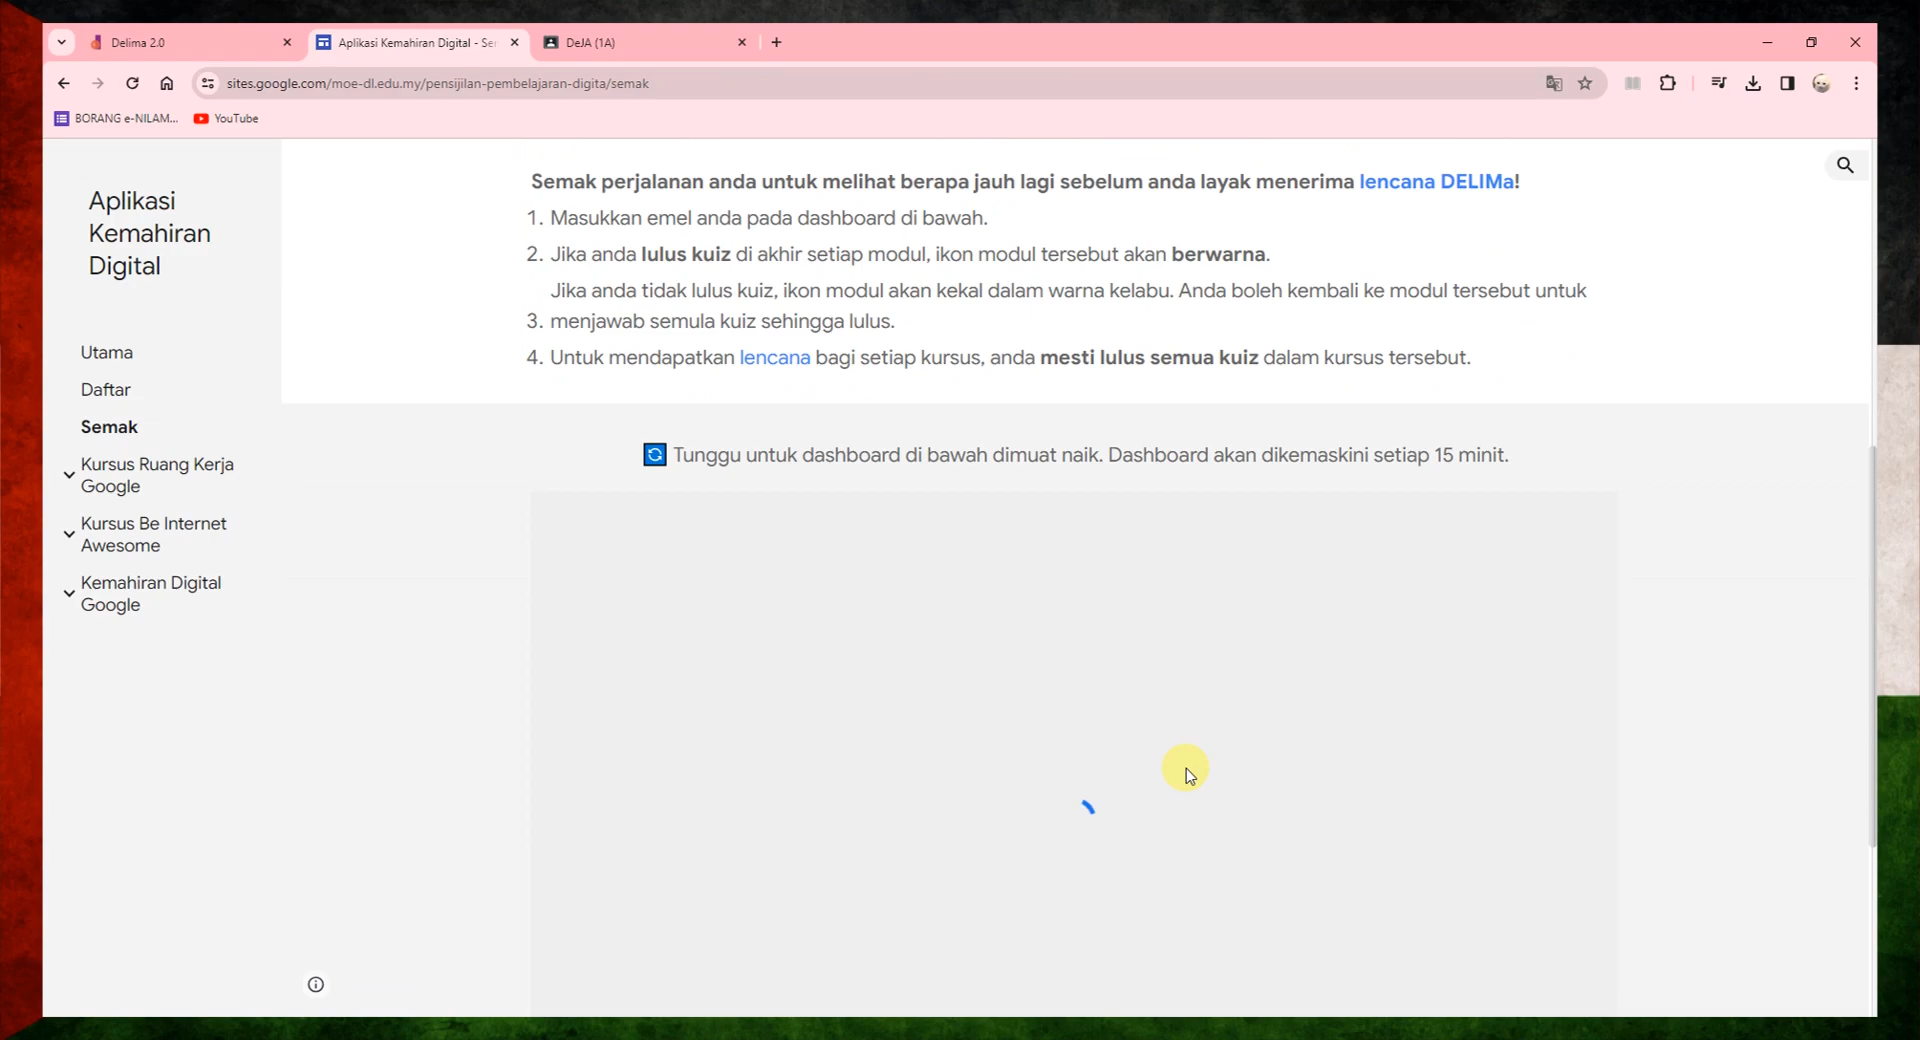 Delima 2.0
Aplikasi Kemahiran Digital - Ser
DeJA (1A)
sites.google.com/moe-dl.edu.my/pensijilan-pembelajaran-digita/semak
BORANG e-NILAM...
YouTube
Aplikasi
Kemahiran
Digital
Utama
Daftar
Semak
Kursus Ruang Kerja
Google
Kursus Be Internet
Awesome
Kemahiran Digital
Google
Semak perjalanan anda untuk melihat berapa jauh lagi sebelum anda layak menerima lencana DELIMa!
1. Masukkan emel anda pada dashboard di bawah.
2. Jika anda lulus kuiz di akhir setiap modul, ikon modul tersebut akan berwarna.
Jika anda tidak lulus kuiz, ikon modul akan kekal dalam warna kelabu. Anda boleh kembali ke modul tersebut untuk
3. menjawab semula kuiz sehingga lulus.
4. Untuk mendapatkan lencana bagi setiap kursus, anda mesti lulus semua kuiz dalam kursus tersebut.
Tunggu untuk dashboard di bawah dimuat naik. Dashboard akan dikemaskini setiap 15 minit.